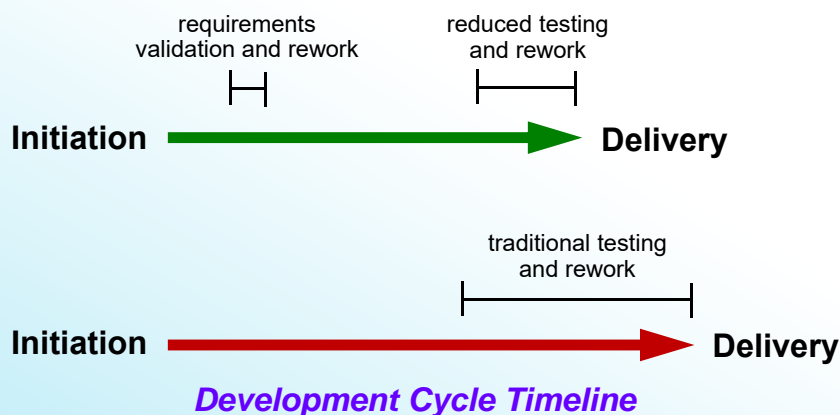 requirements
validation and rework
reduced testing
and rework
Initiation
Delivery
traditional testing
and rework
Initiation
Delivery
Development Cycle Timeline